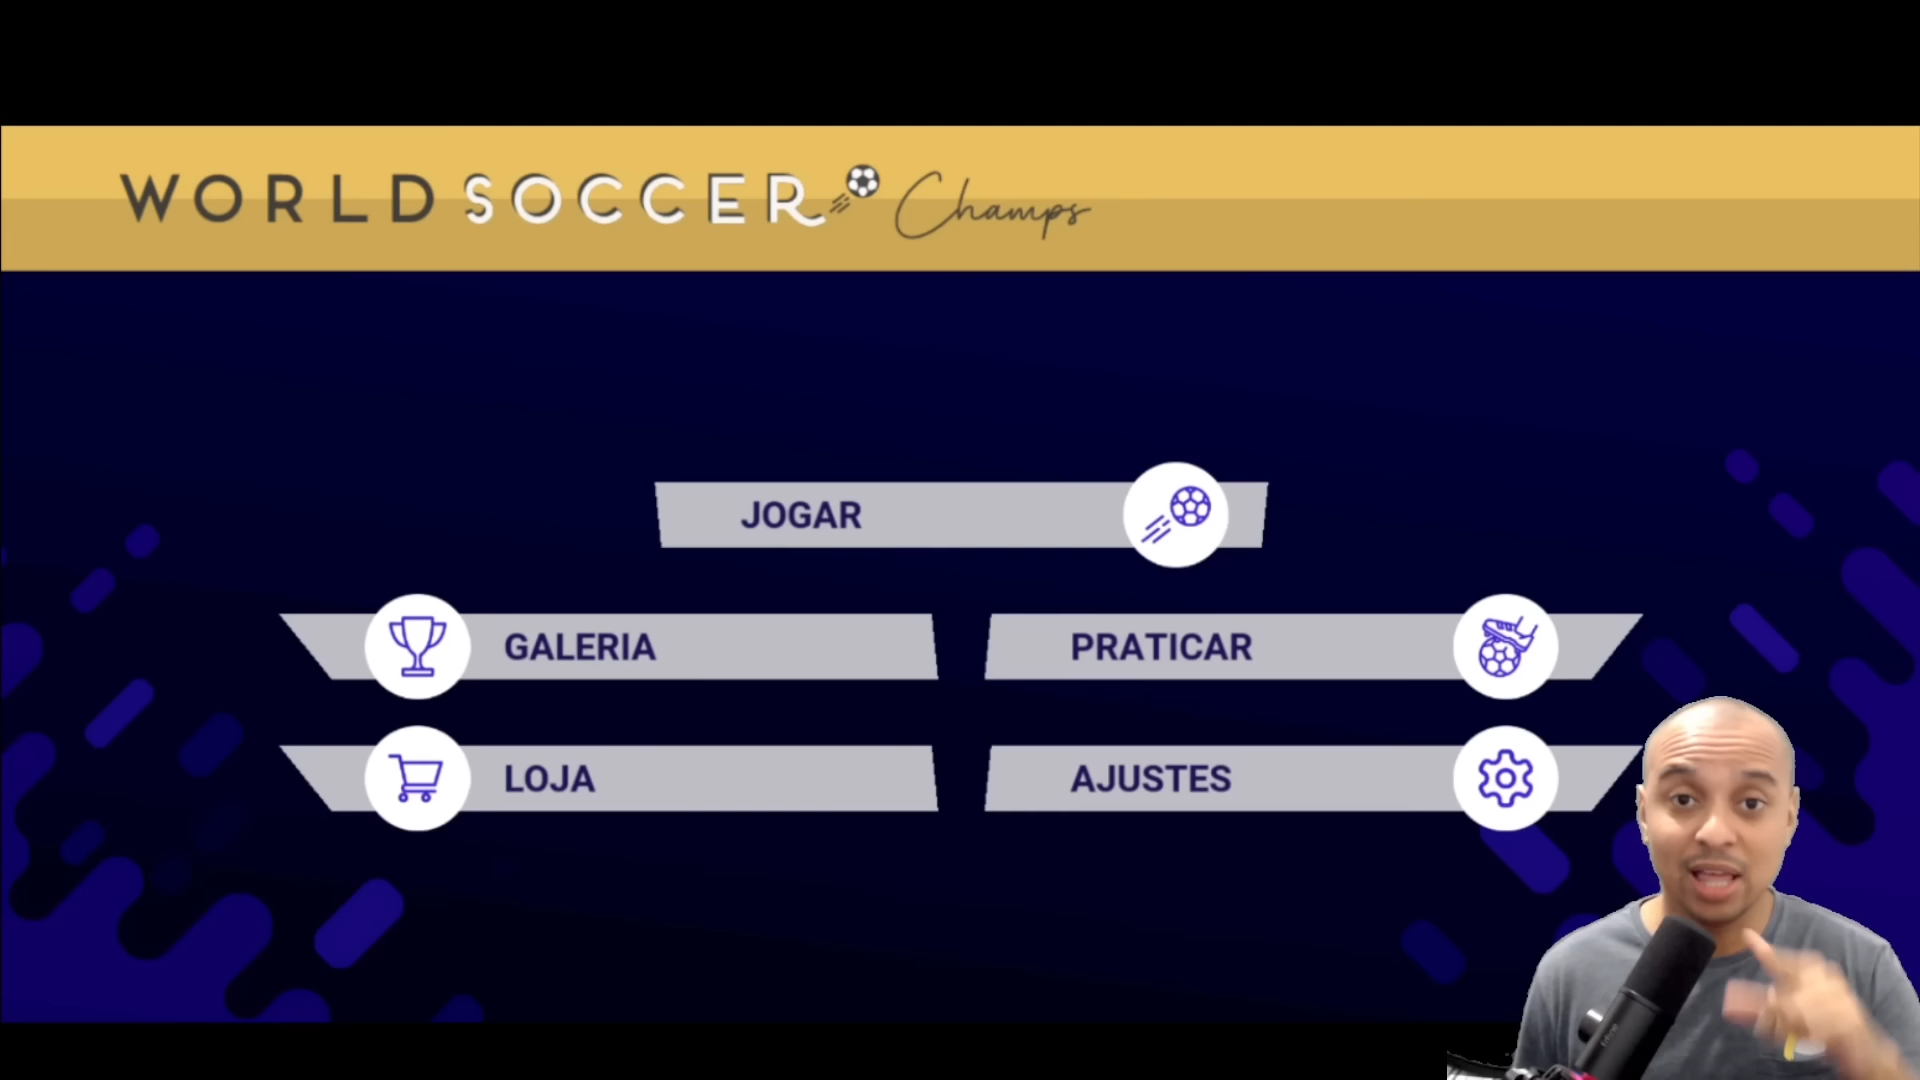 WORLD SOCCER Champs
JOGAR
GALERIA
PRATICAR
LOJA
AJUSTES